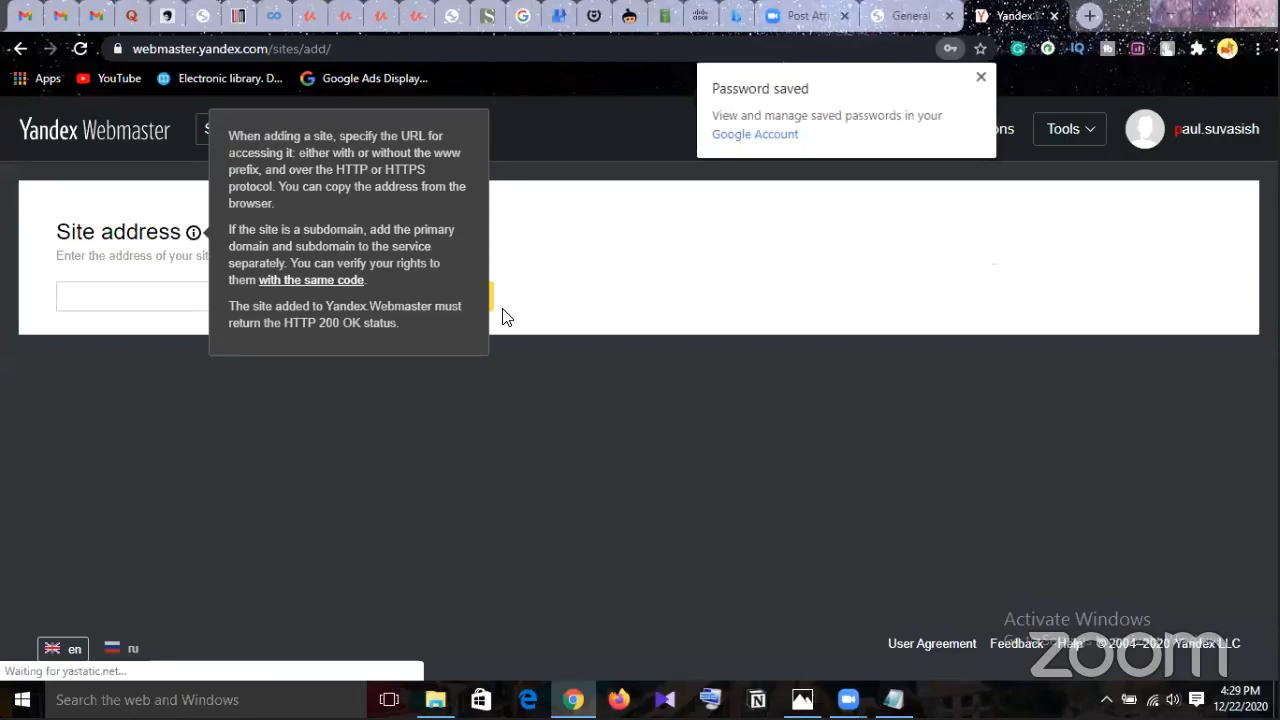 Post Att
General
Yandex
webmaster.yandex.com/sites/add/
Apps
YouTube
Electronic library. D...
Google Ads Display...
Password saved
View and manage saved passwords in your
Google Account
Yandex Webmaster
S
ons
Tools
paul.suvasish
When adding a site, specify the URL for
accessing it: either with or without the www
prefix, and over the HTTP or HTTPS
protocol. You can copy the address from the
browser.
If the site is a subdomain, add the primary
domain and subdomain to the service
separately. You can verify your rights to
them with the same code.
The site added to Yandex.Webmaster must
return the HTTP 200 OK status.
Site address
Enter the address of your sit
Activate Windows
en
ru
User Agreement
Feedback
Help
© 2004–2020 Yandex LLC
zoom
Waiting for yastatic.net...
Search the web and Windows
4:29 PM
12/22/2020